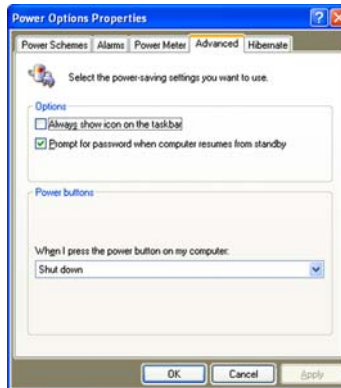 Power Options Properties
Power Schemes Alarms Power Meter Advanced Hibernate
Select the power-saving settings you want to use.
Options
Always show icon on the taskbar
Prompt for password when computer resumes from standby
Power buttons
When I press the power button on my computer:
Shut down
OK Cancel Apply